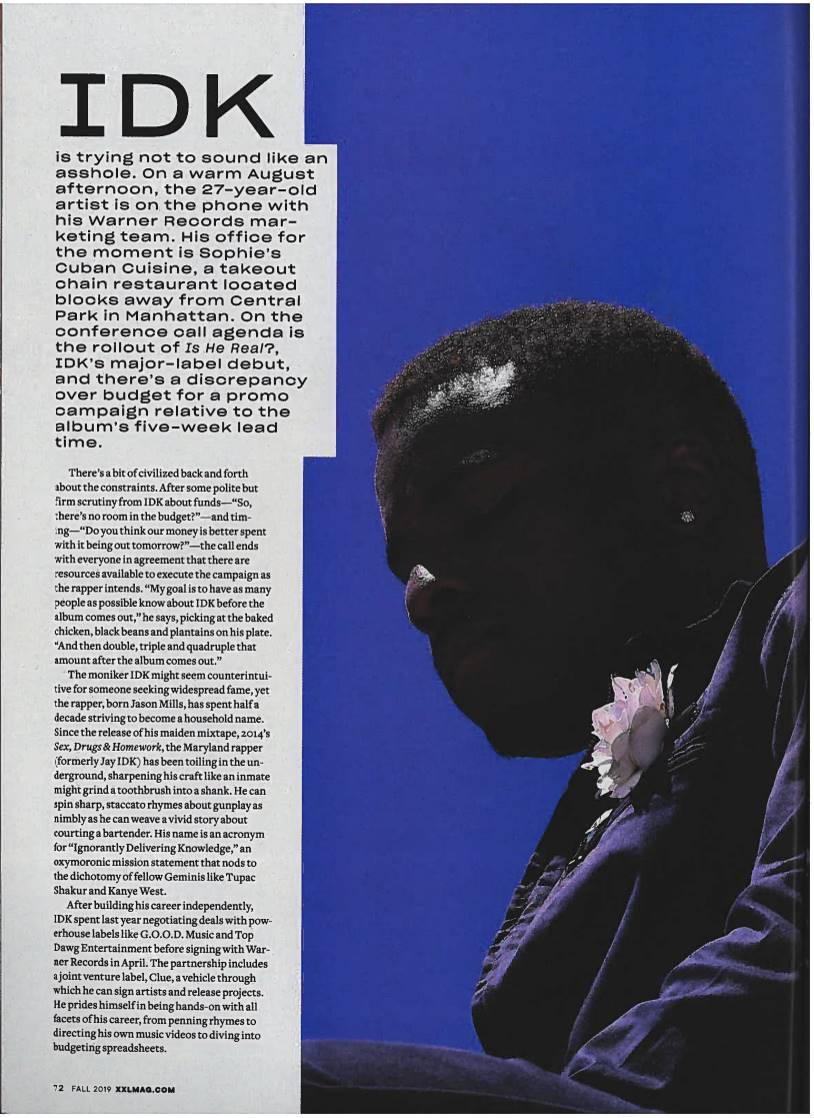 IDK
is trying not to sound like an
asshole. On a warm August
afternoon, the 27-year-old
artist is on the phone with
his Warner Records mar-
keting team. His office for
the moment is Sophie's
Cuban Cuisine, a takeout
chain restaurant located
blocks away from Central
Park in Manhattan. On the
conference call agenda is
the rollout of Is He Real?,
IDK's major-label debut,
and there's a discrepancy
over budget for a promo
campaign relative to the
album's five-week lead
time.
There's a bit of civilized back and forth
about the constraints. After some polite but
firm scrutiny from IDK about funds—“So,
there's no room in the budget?”—and tim-
ing—“Do you think our money is better spent
with it being out tomorrow?”—the call ends
with everyone in agreement that there are
resources available to execute the campaign as
the rapper intends. “My goal is to have as many
people as possible know about IDK before the
album comes out,” he says, picking at the baked
chicken, black beans and plantains on his plate.
“And then double, triple and quadruple that
amount after the album comes out.”
The moniker IDK might seem counterintui-
tive for someone seeking widespread fame, yet
the rapper, born Jason Mills, has spent half a
decade striving to become a household name.
Since the release of his maiden mixtape, 2014's
Sex, Drugs & Homework, the Maryland rapper
(formerly Jay IDK) has been toiling in the un-
derground, sharpening his craft like an inmate
might grind a toothbrush into a shank. He can
spin sharp, staccato rhymes about gunplay as
nimbly as he can weave a vivid story about
courting a bartender. His name is an acronym
for “Ignorantly Delivering Knowledge,” an
oxymoronic mission statement that nods to
the dichotomy of fellow Geminis like Tupac
Shakur and Kanye West.
After building his career independently,
IDK spent last year negotiating deals with pow-
erhouse labels like G.O.O.D. Music and Top
Dawg Entertainment before signing with War-
ner Records in April. The partnership includes
a joint venture label, Clue, a vehicle through
which he can sign artists and release projects.
He prides himself in being hands-on with all
facets of his career, from penning rhymes to
directing his own music videos to diving into
budgeting spreadsheets.
72 FALL 2019 XXLMAG.COM